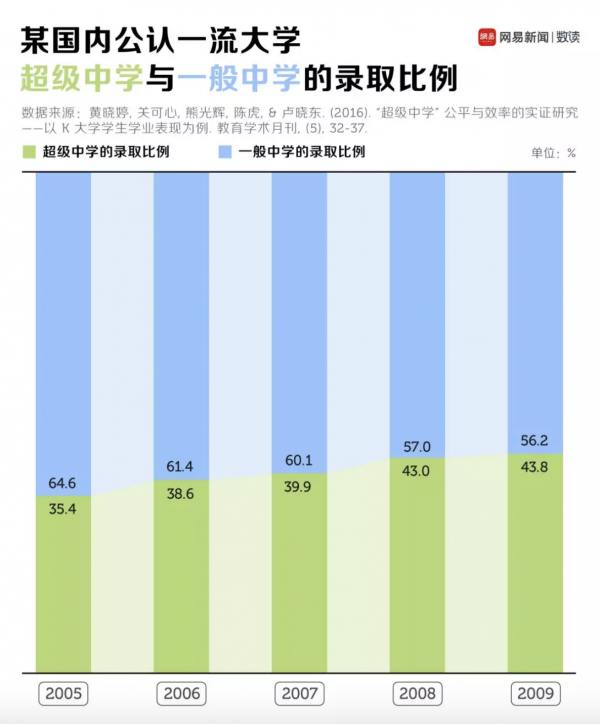 某国内公认一流大学
網易 网易新闻 | 数读
超级中学与一般中学的录取比例
数据来源：黄晓婷, 关可心, 熊光辉, 陈虎, & 卢晓东. (2016). “超级中学” 公平与效率的实证研究
——以 K 大学学生学业表现为例. 教育学术月刊, (5), 32-37.
超级中学的录取比例 一般中学的录取比例 单位：%
64.6 61.4 60.1 57.0 56.2
35.4 38.6 39.9 43.0 43.8
2005 2006 2007 2008 2009